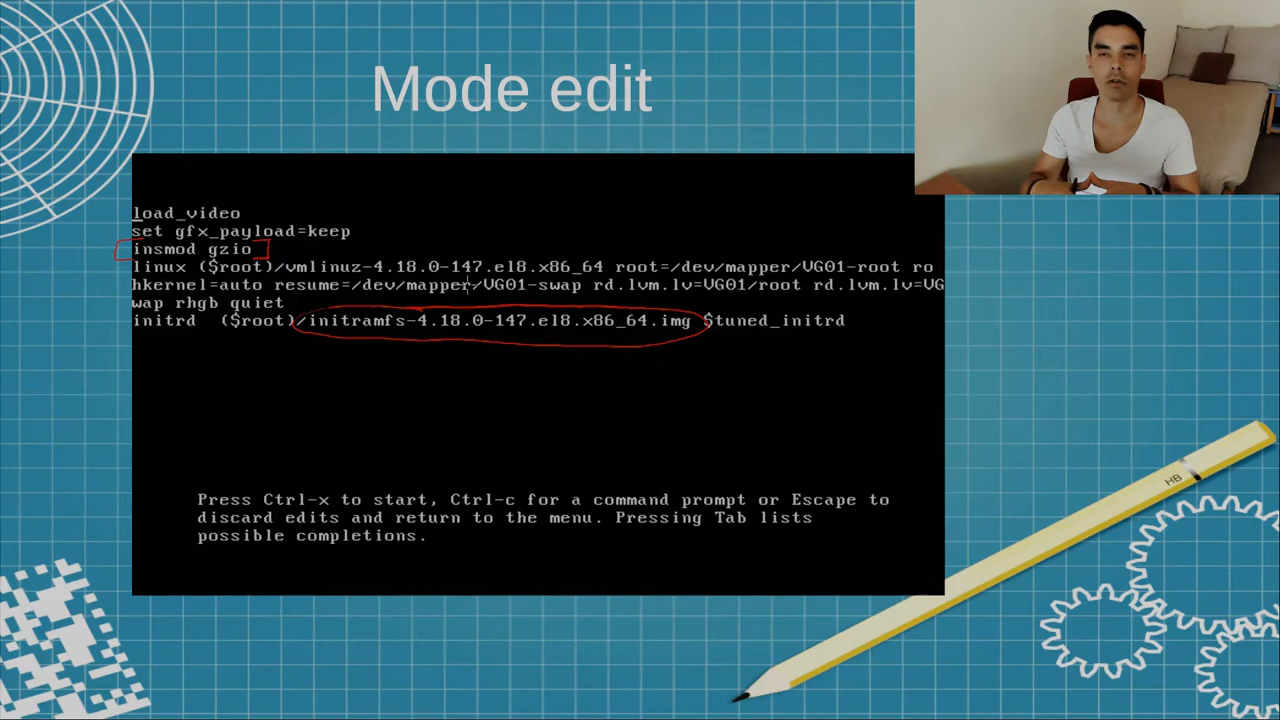 Mode edit
load_video
set gfx_payload=keep
insmod gzio
linux ($root)/vmlinuz-4.18.0-147.el8.x86_64 root=/dev/mapper/VG01-root ro
hkernel=auto resume=/dev/mapper/VG01-swap rd.lvm.lv=VG01/root rd.lvm.lv=VG
wap rhgb quiet
initrd ($root)/initramfs-4.18.0-147.el8.x86_64.img $tuned_initrd
Press Ctrl-x to start, Ctrl-c for a command prompt or Escape to
discard edits and return to the menu. Pressing Tab lists
possible completions.
HB